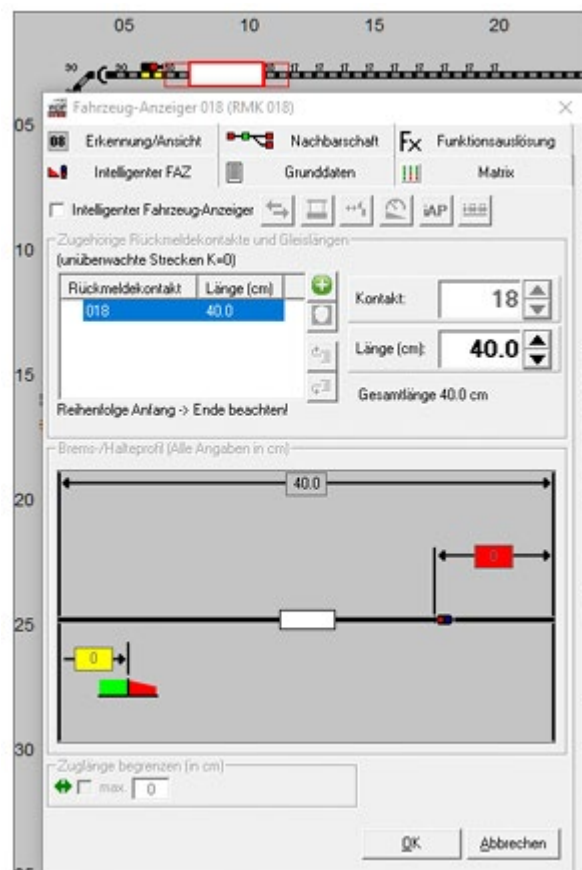 05 10 15 20
Fahrzeug-Anzeiger 018 (RMK 018)
05
08 Erkennung/Ansicht Nachbarschaft Fx Funktionsauslösung
Intelligenter FAZ Grunddaten Matrix
Intelligenter Fahrzeug-Anzeiger iAP
10
Zugehörige Rückmeldekontakte und Gleislängen
(unüberwachte Strecken K=0)
Rückmeldekontakt Länge (cm)
018 40.0
Kontakt: 18
Länge (cm): 40.0
Gesamtlänge 40.0 cm
15
Reihenfolge Anfang -> Ende beachten!
Brems-/Halteprofil (Alle Angaben in cm)
40.0
20
0
25
0
30
Zuglänge begrenzen (in cm)
max. 0
OK Abbrechen